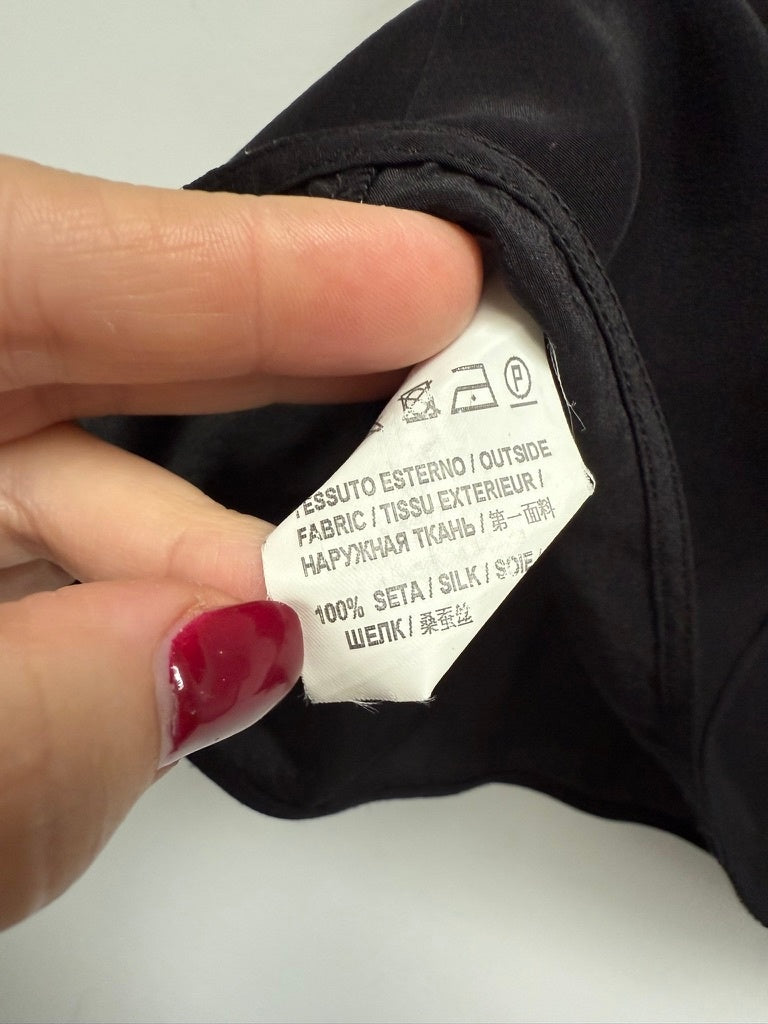 P
TESSUTO ESTERNO / OUTSIDE
FABRIC / TISSU EXTERIEUR /
НАРУЖНАЯ ТКАНЬ / 第一面料
100% SETA / SILK / SOIE /
ШЕЛК / 桑蚕丝